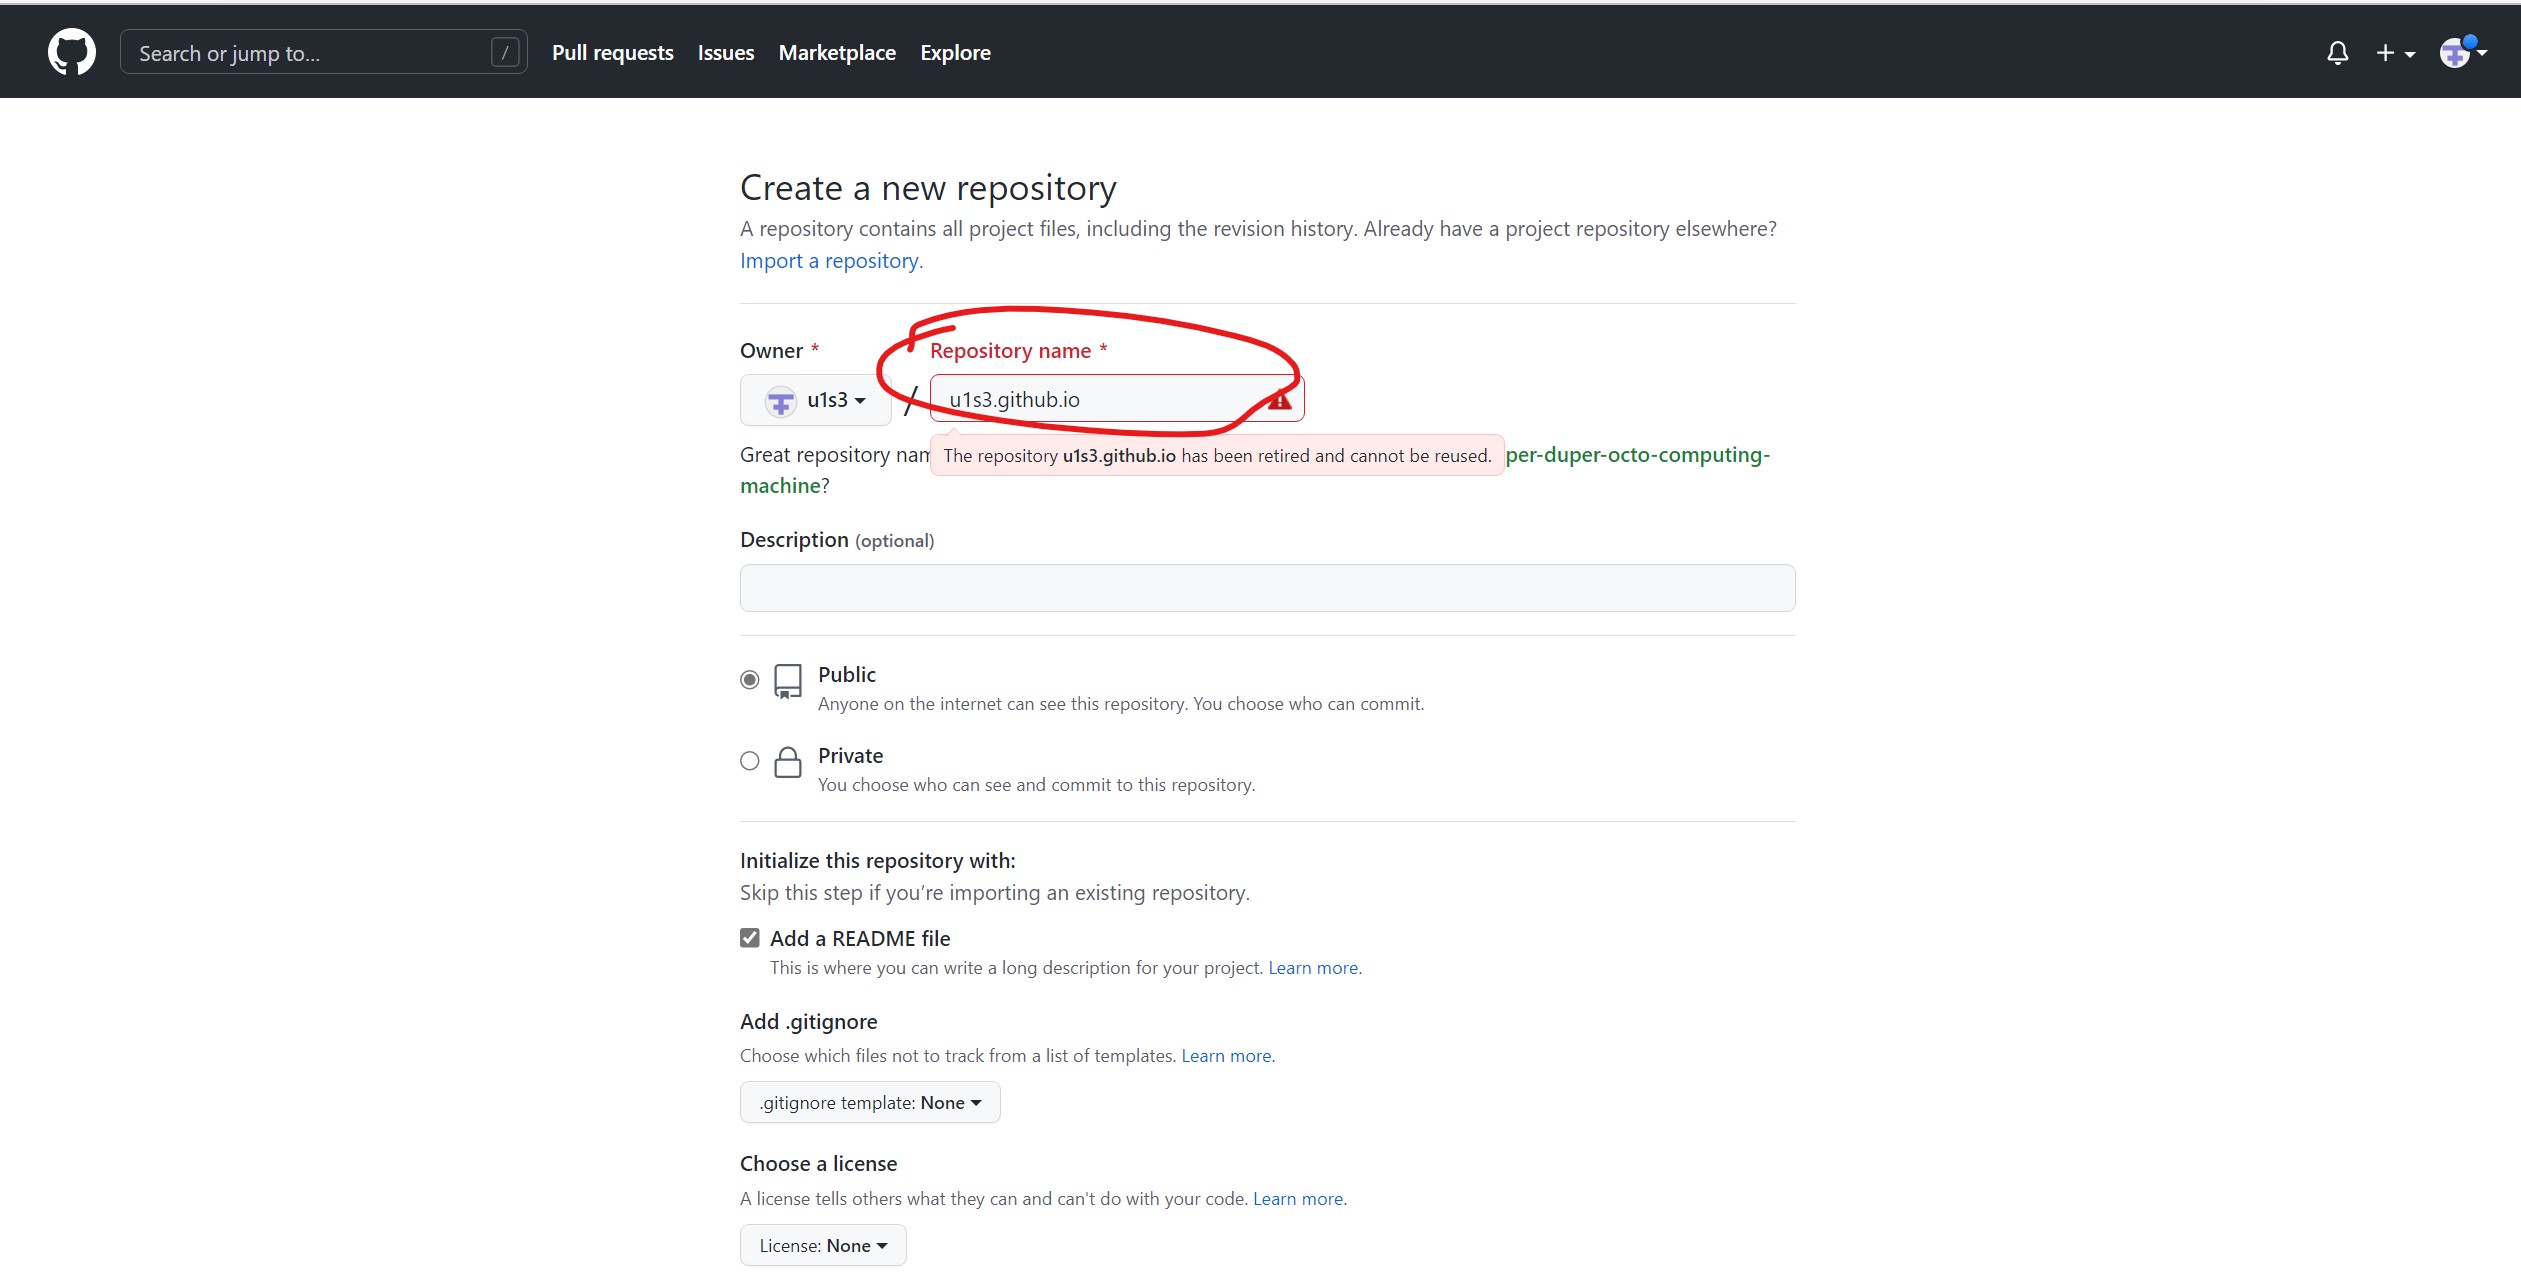 Search or jump to... /
Pull requests Issues Marketplace Explore
Create a new repository
A repository contains all project files, including the revision history. Already have a project repository elsewhere?
Import a repository.
Owner * Repository name *
u1s3 / u1s3.github.io
The repository u1s3.github.io has been retired and cannot be reused.
Great repository per-duper-octo-computing-
machine?
Description (optional)
Public
Anyone on the internet can see this repository. You choose who can commit.
Private
You choose who can see and commit to this repository.
Initialize this repository with:
Skip this step if you’re importing an existing repository.
Add a README file
This is where you can write a long description for your project. Learn more.
Add .gitignore
Choose which files not to track from a list of templates. Learn more.
.gitignore template: None
Choose a license
A license tells others what they can and can't do with your code. Learn more.
License: None